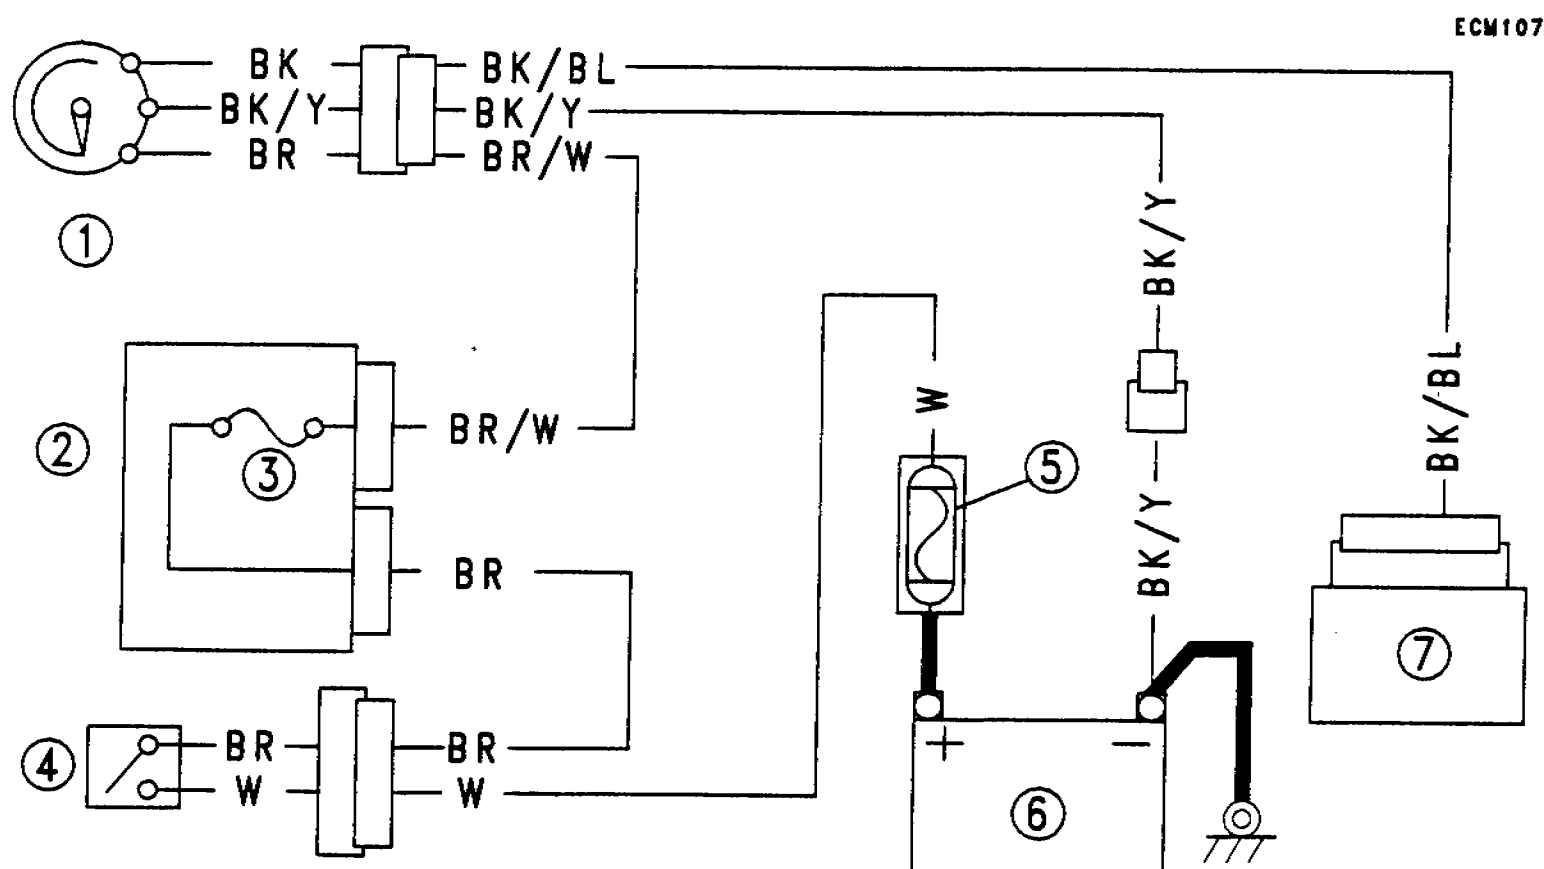 ECM107
BK BK/BL
BK/Y BK/Y
BR BR/W
1
BK/Y
BK/BL
W
2
3
BR/W
5
BK/Y
BR
7
4
BR BR
W W
+ −
6